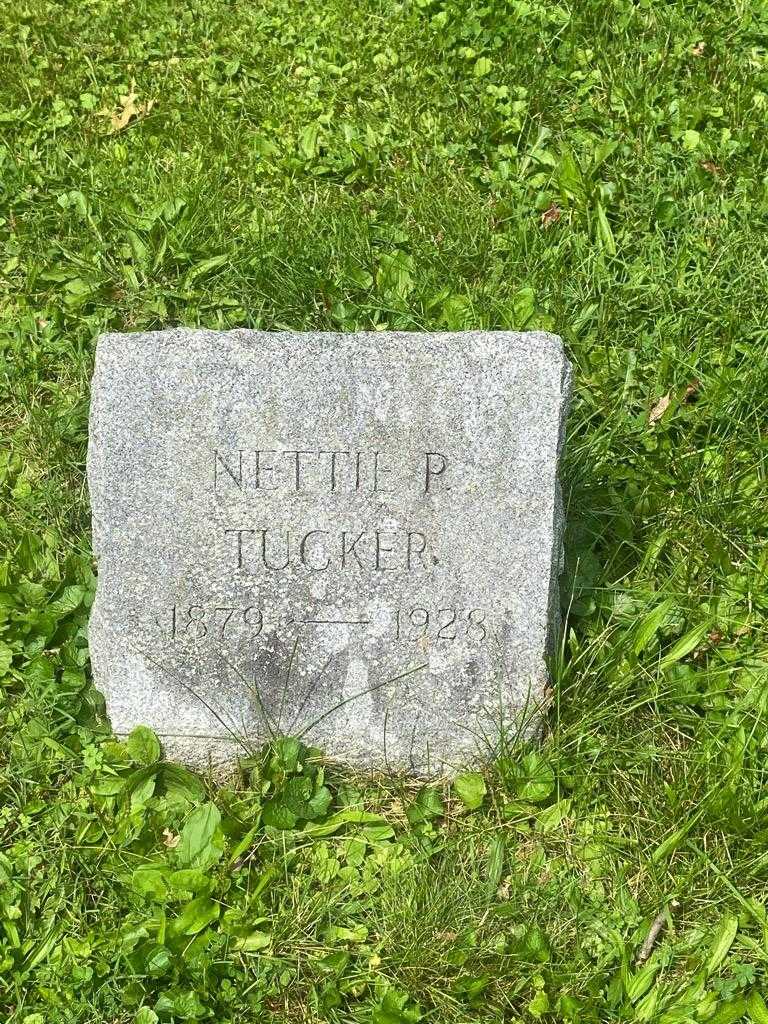 NETTIE P.
TUCKER
1879 — 1928